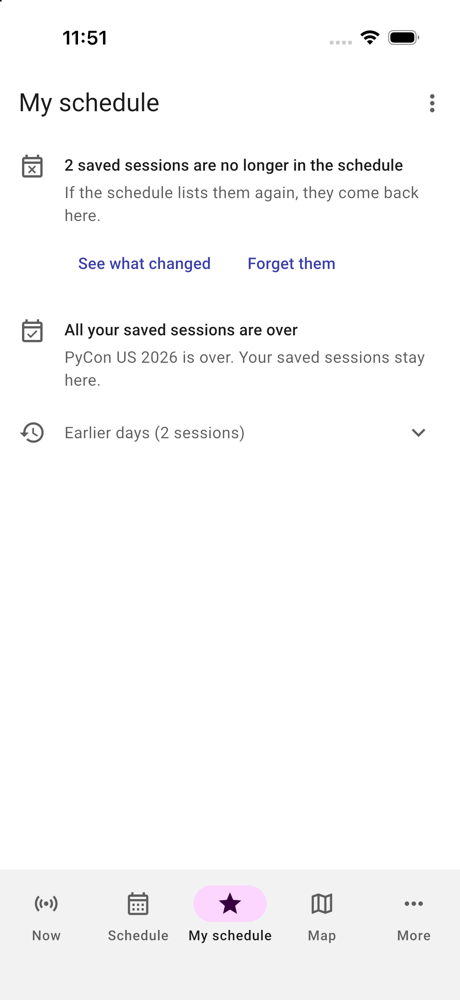 11:51
My schedule
2 saved sessions are no longer in the schedule
If the schedule lists them again, they come back
here.
See what changed
Forget them
All your saved sessions are over
PyCon US 2026 is over. Your saved sessions stay
here.
Earlier days (2 sessions)
Now
Schedule
My schedule
Map
More